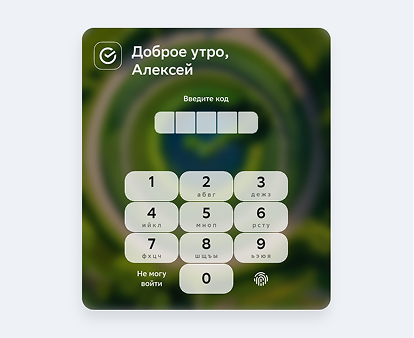 Доброе утро,
Алексей
Введите код
1 2 3
абвг дежз
4 5 6
ийкл мноп рсту
7 8 9
фхцч шщъы ьэюя
Не могу
войти
0